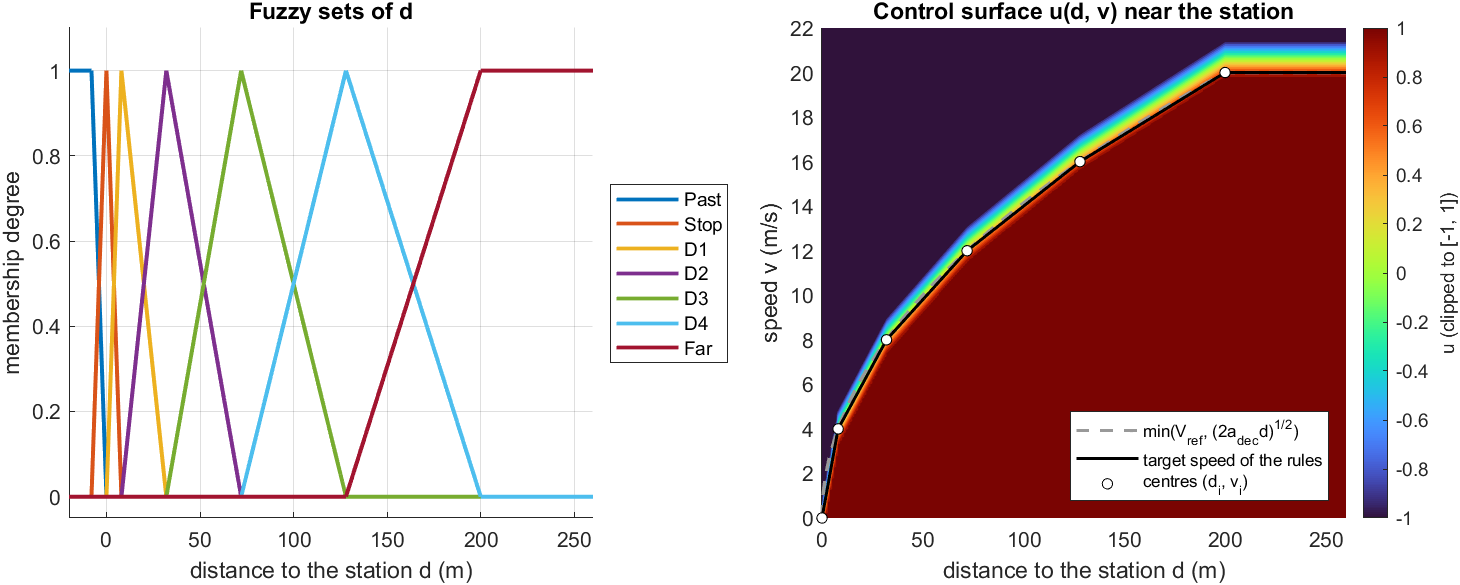 Fuzzy sets of d
membership degree
1
0.8
0.6
0.4
0.2
0
0 50 100 150 200 250
distance to the station d (m)
Past
Stop
D1
D2
D3
D4
Far
Control surface u(d, v) near the station
speed v (m/s)
22
20
18
16
14
12
10
8
6
4
2
0
0 50 100 150 200 250
distance to the station d (m)
min(V_ref, (2a_dec d)^1/2)
target speed of the rules
centres (d_i, v_i)
1
0.8
0.6
0.4
0.2
0
-0.2
-0.4
-0.6
-0.8
-1
u (clipped to [-1, 1])